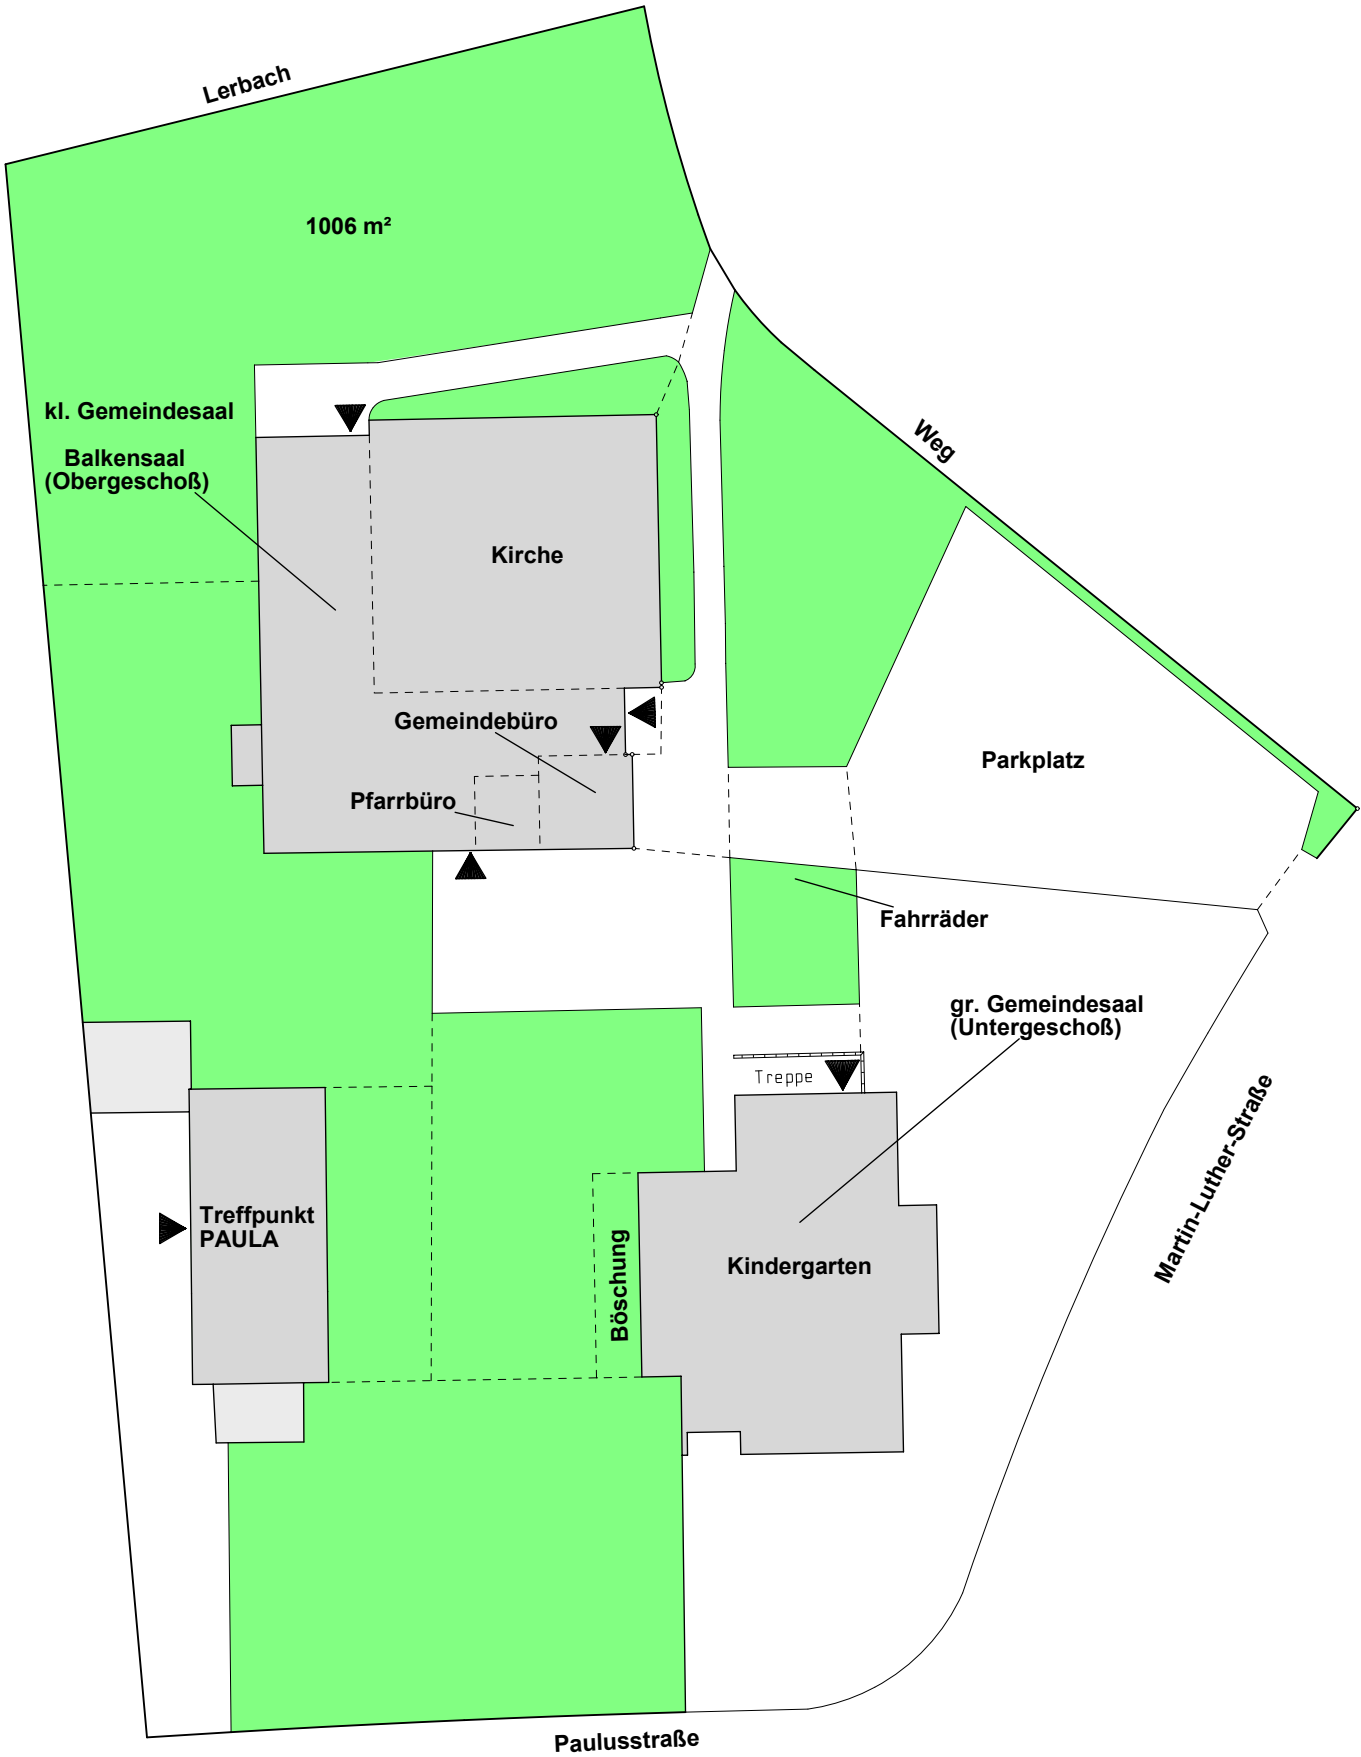 Lerbach
1006 m²
kl. Gemeindesaal
Balkensaal
(Obergeschoß)
Weg
Kirche
Gemeindebüro
Parkplatz
Pfarrbüro
Fahrräder
gr. Gemeindesaal
(Untergeschoß)
Treppe
Martin-Luther-Straße
Treffpunkt
PAULA
Böschung
Kindergarten
Paulusstraße